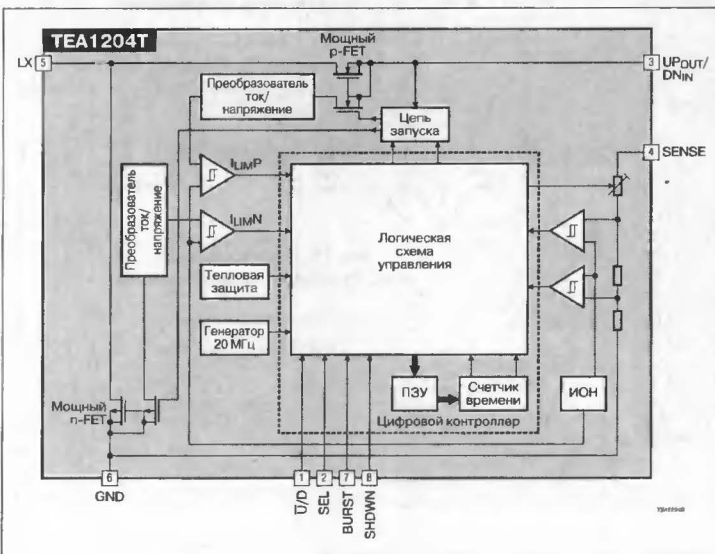 TEA1204T
Мощный
p-FET
LX 5
3 UPOUT/
DNIN
Преобразователь
ток/
напряжение
Цепь
запуска
4 SENSE
ILIMP
Преобразователь
ток/
напряжение
ILIMN
Логическая
схема
управления
Тепловая
защита
Генератор
20 МГц
ПЗУ
Счетчик
времени
ИОН
Мощный
n-FET
Цифровой контроллер
6
GND
1
U̅/D
2
SEL
7
BURST
8
SHDWN